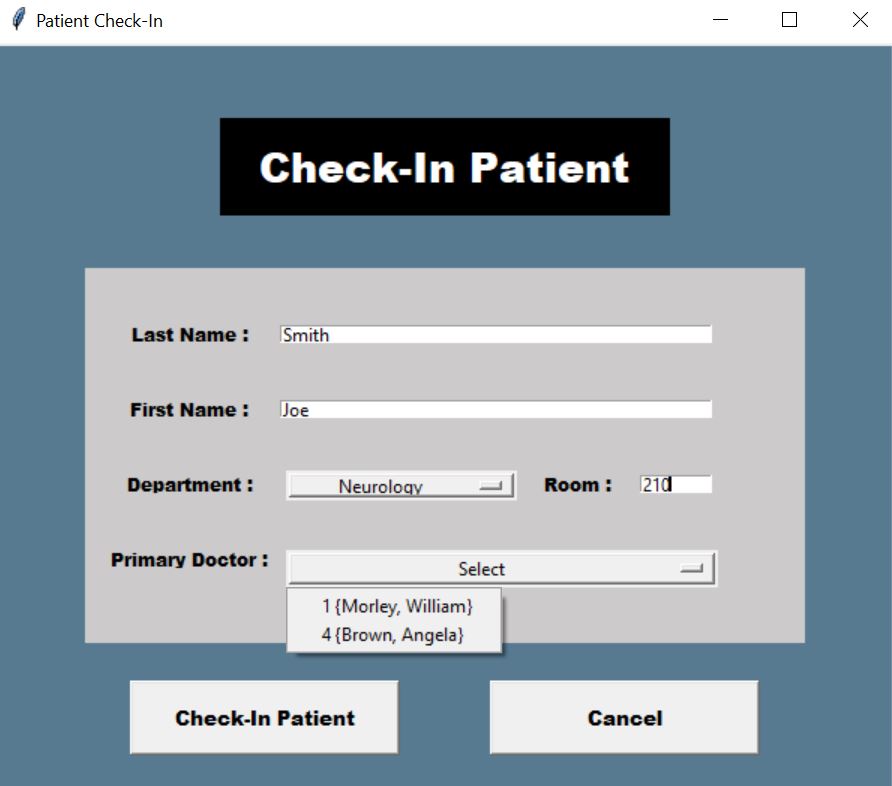 Patient Check-In
Check-In Patient
Last Name : Smith
First Name : Joe
Department : Neurology Room : 210
Primary Doctor : Select
1 {Morley, William}
4 {Brown, Angela}
Check-In Patient Cancel